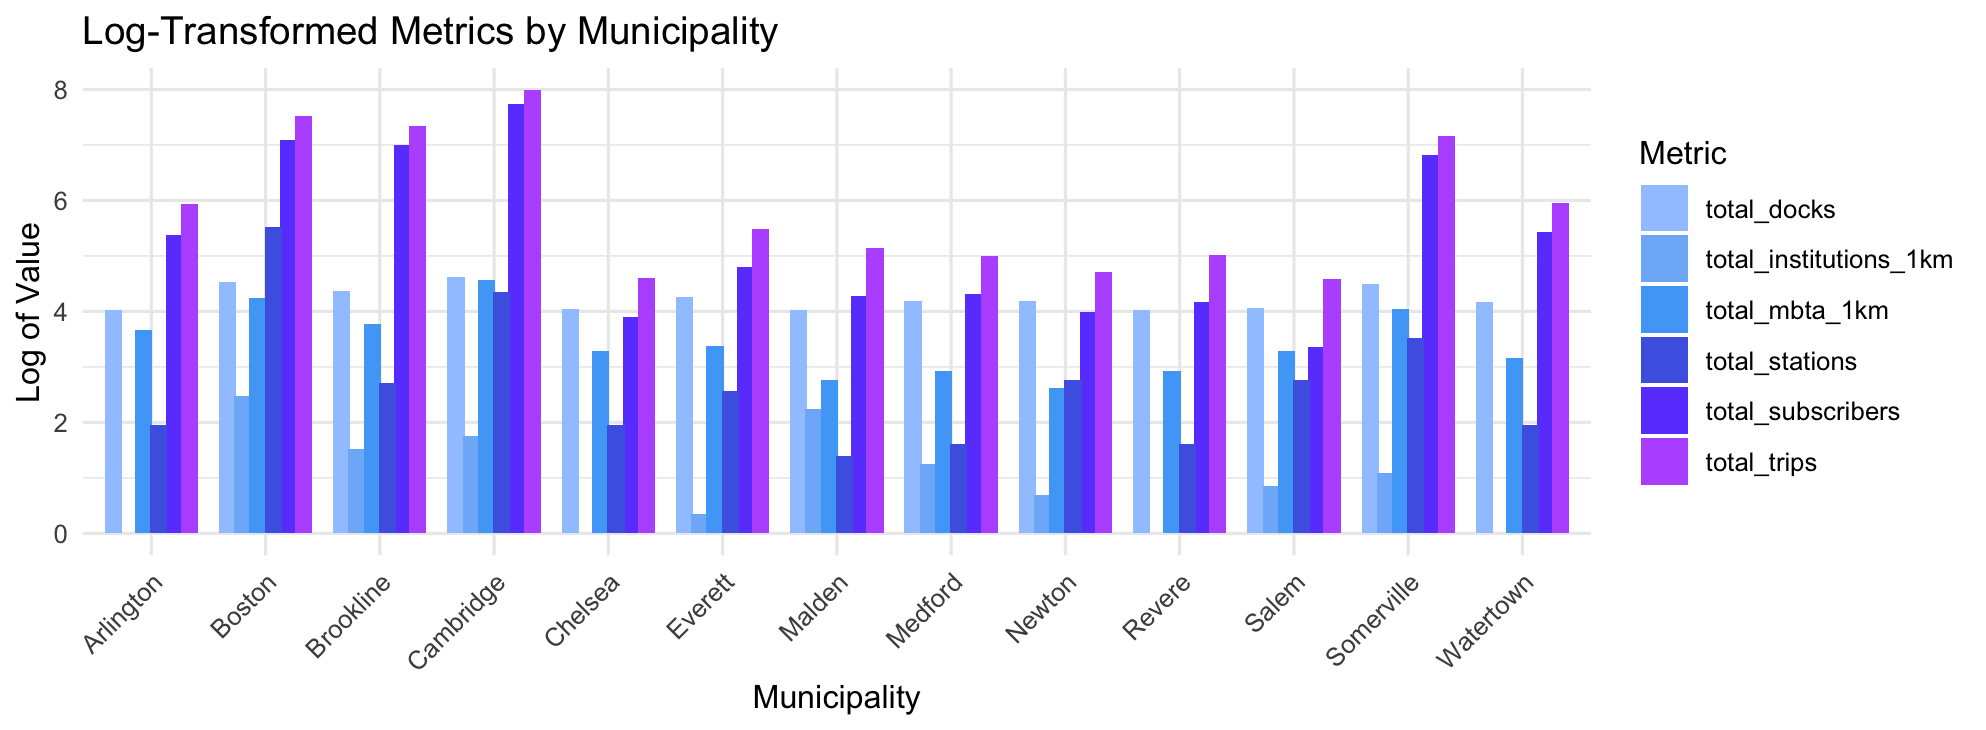 Log-Transformed Metrics by Municipality
Log of Value
8
6
4
2
0
Arlington
Boston
Brookline
Cambridge
Chelsea
Everett
Malden
Medford
Newton
Revere
Salem
Somerville
Watertown
Municipality
Metric
total_docks
total_institutions_1km
total_mbta_1km
total_stations
total_subscribers
total_trips